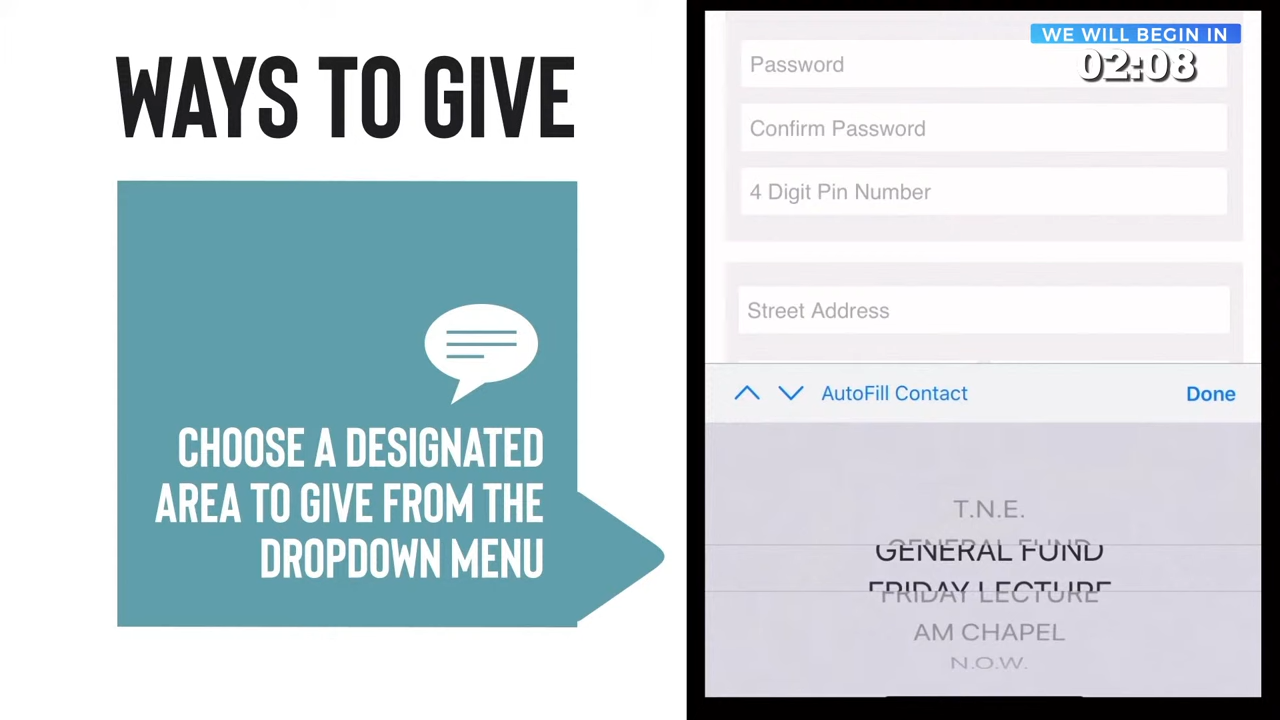 WAYS TO GIVE
CHOOSE A DESIGNATED
AREA TO GIVE FROM THE
DROPDOWN MENU
WE WILL BEGIN IN
02:08
Password
Confirm Password
4 Digit Pin Number
Street Address
AutoFill Contact
Done
T.N.E.
GENERAL FUND
FRIDAY LECTURE
AM CHAPEL
N.O.W.